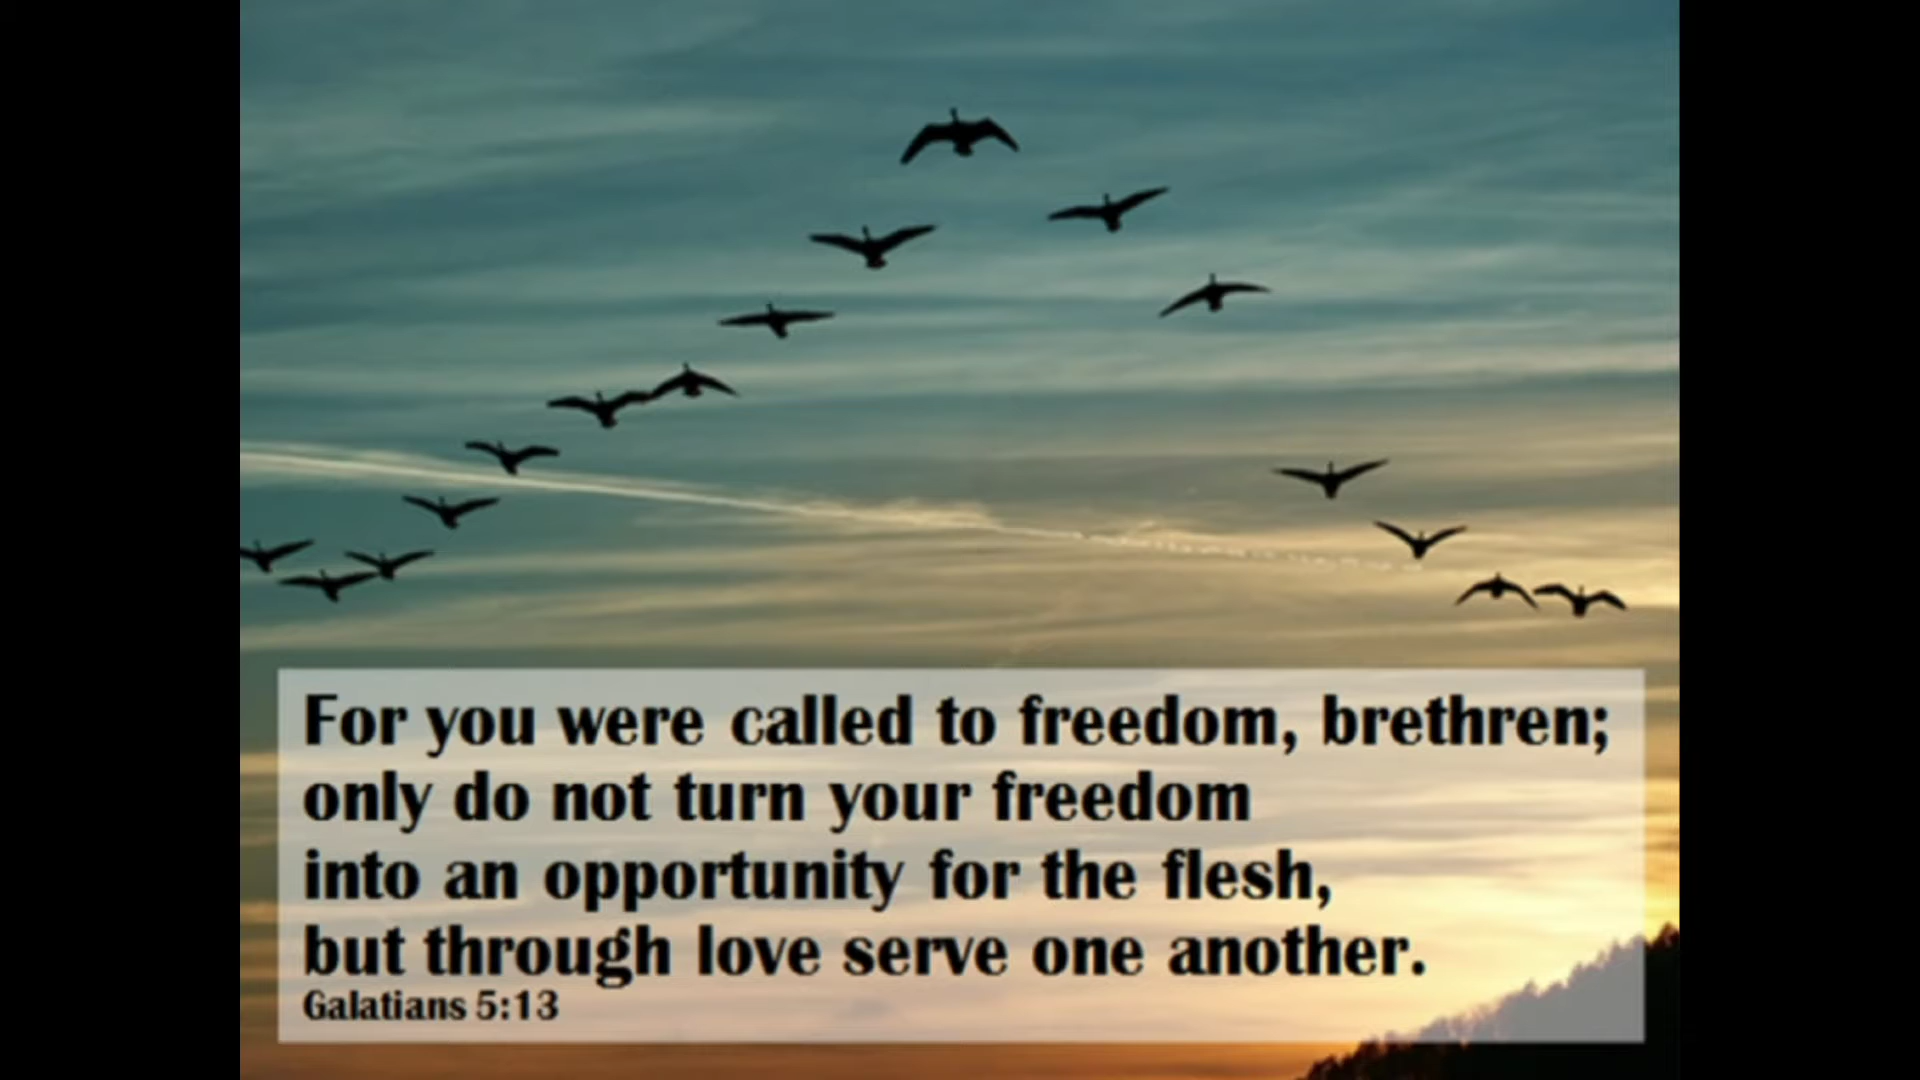 For you were called to freedom, brethren;
only do not turn your freedom
into an opportunity for the flesh,
but through love serve one another.
Galatians 5:13